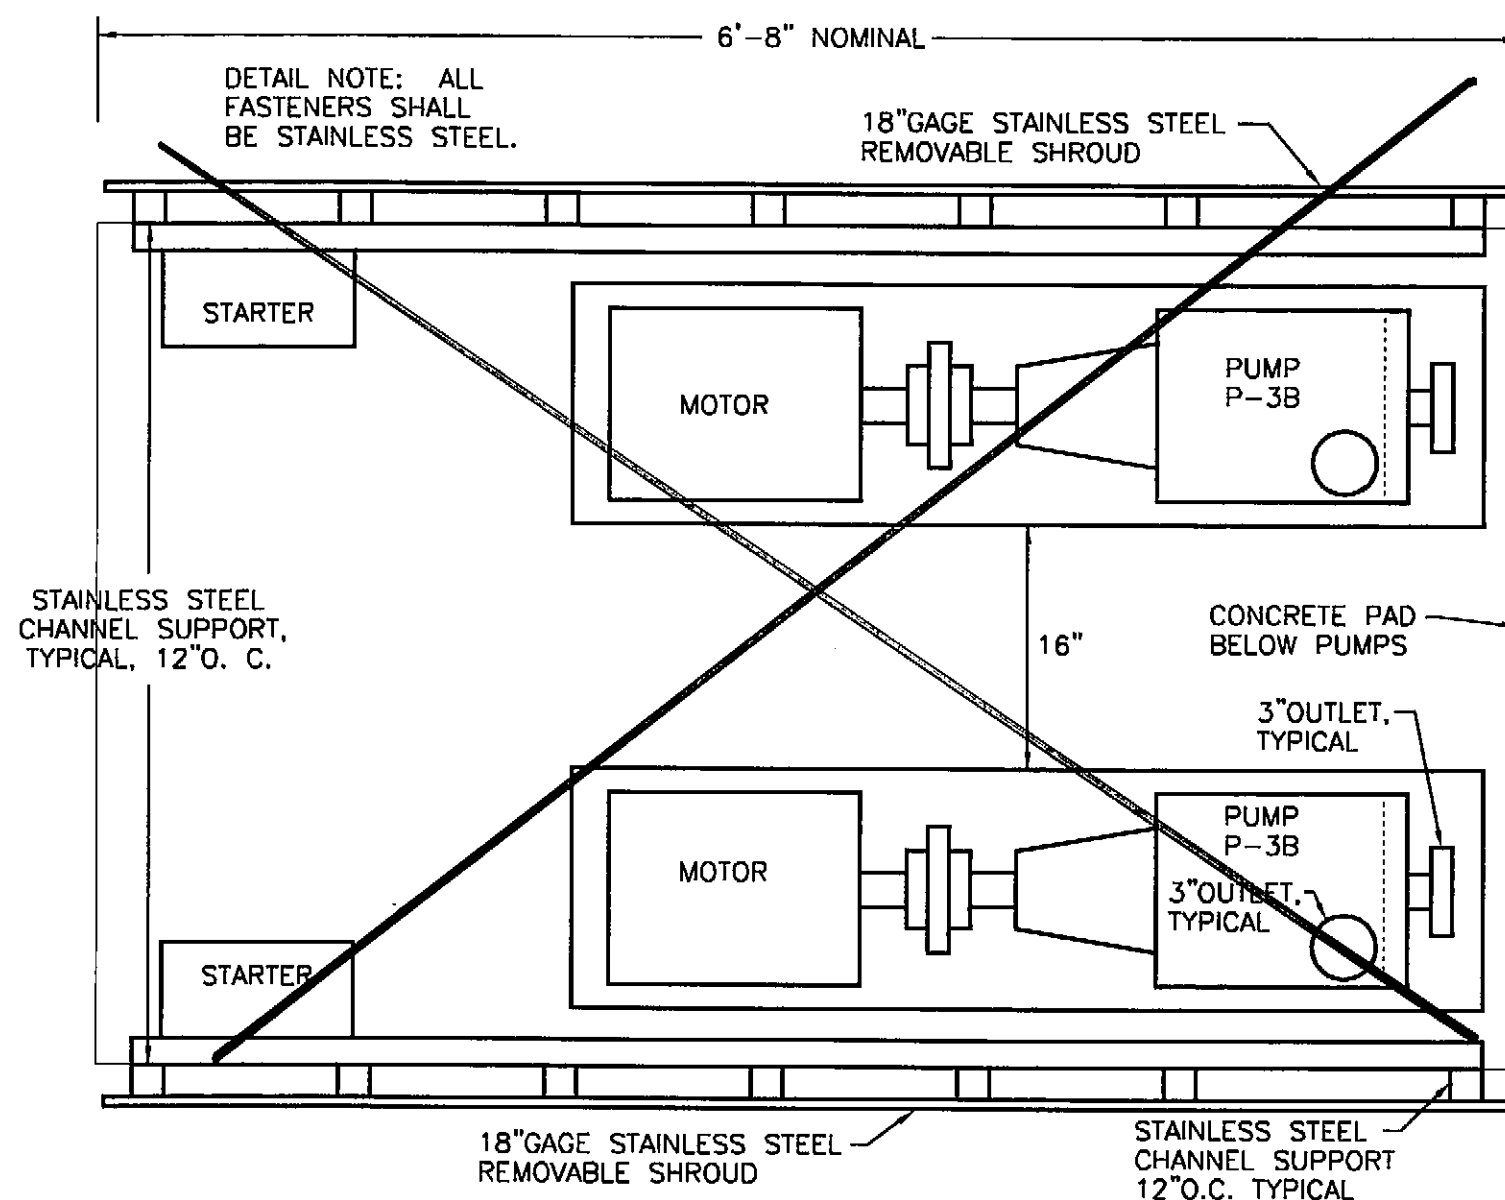 6'-8" NOMINAL
DETAIL NOTE: ALL
FASTENERS SHALL
BE STAINLESS STEEL.
18"GAGE STAINLESS STEEL
REMOVABLE SHROUD
STARTER
MOTOR
PUMP
P-3B
STAINLESS STEEL
CHANNEL SUPPORT,
TYPICAL, 12"O. C.
16"
CONCRETE PAD
BELOW PUMPS
3"OUTLET,
TYPICAL
MOTOR
PUMP
P-3B
3"OUTLET,
TYPICAL
STARTER
18"GAGE STAINLESS STEEL
REMOVABLE SHROUD
STAINLESS STEEL
CHANNEL SUPPORT
12"O.C. TYPICAL